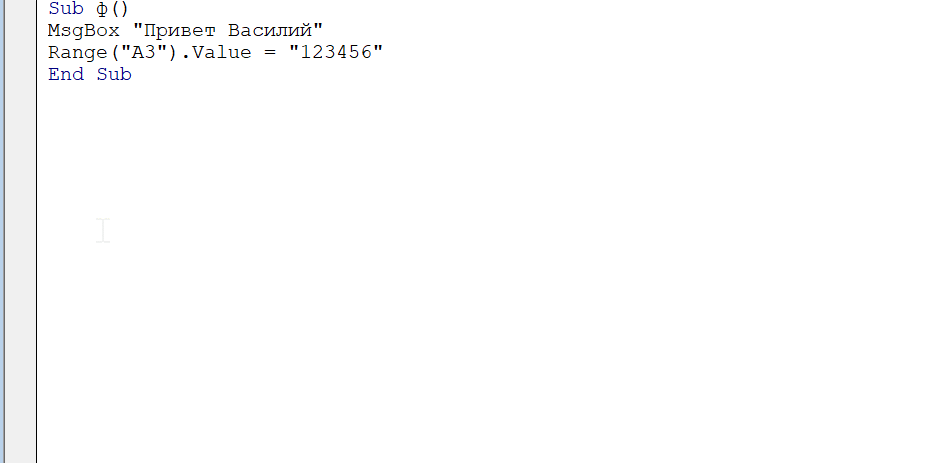 Sub ф()
MsgBox "Привет Василий"
Range("A3").Value = "123456"
End Sub